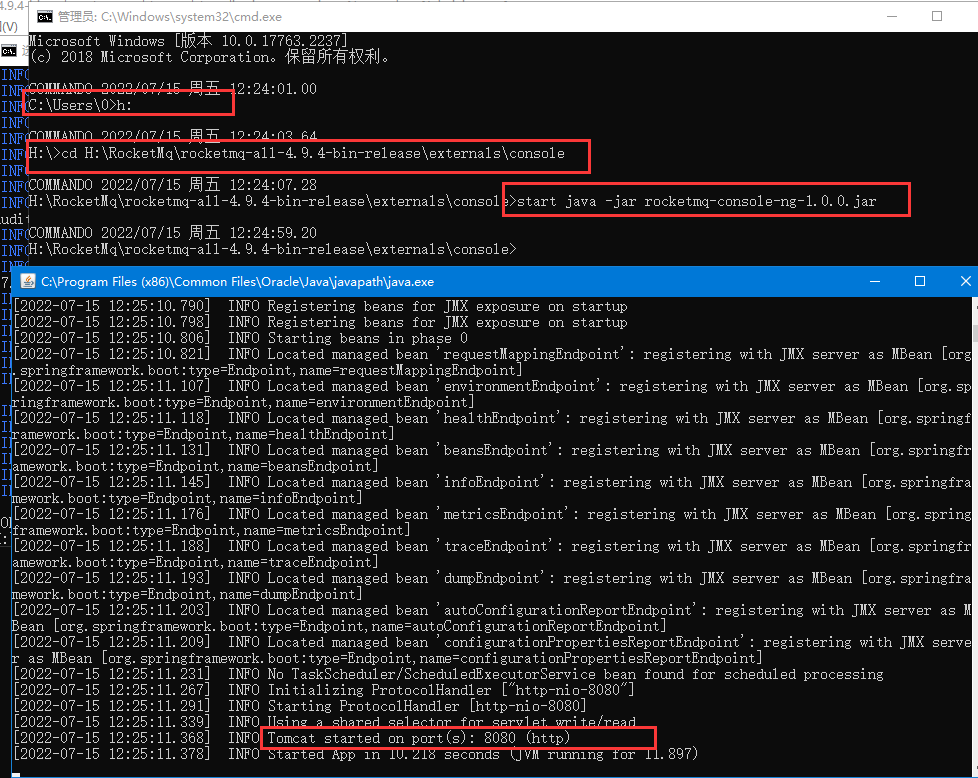 4.9.4-
管理员: C:\Windows\system32\cmd.exe
(V)
Microsoft Windows [版本 10.0.17763.2237]
(c) 2018 Microsoft Corporation。保留所有权利。
COMMANDO 2022/07/15 周五 12:24:01.00
C:\Users\0>h:
COMMANDO 2022/07/15 周五 12:24:03.64
H:\>cd H:\RocketMq\rocketmq-all-4.9.4-bin-release\externals\console
COMMANDO 2022/07/15 周五 12:24:07.28
H:\RocketMq\rocketmq-all-4.9.4-bin-release\externals\console>start java -jar rocketmq-console-ng-1.0.0.jar
COMMANDO 2022/07/15 周五 12:24:59.20
H:\RocketMq\rocketmq-all-4.9.4-bin-release\externals\console>
C:\Program Files (x86)\Common Files\Oracle\Java\javapath\java.exe
[2022-07-15 12:25:10.790]  INFO Registering beans for JMX exposure on startup
[2022-07-15 12:25:10.798]  INFO Registering beans for JMX exposure on startup
[2022-07-15 12:25:10.806]  INFO Starting beans in phase 0
[2022-07-15 12:25:10.821]  INFO Located managed bean 'requestMappingEndpoint': registering with JMX server as MBean [org
.springframework.boot:type=Endpoint,name=requestMappingEndpoint]
[2022-07-15 12:25:11.107]  INFO Located managed bean 'environmentEndpoint': registering with JMX server as MBean [org.sp
ringframework.boot:type=Endpoint,name=environmentEndpoint]
[2022-07-15 12:25:11.118]  INFO Located managed bean 'healthEndpoint': registering with JMX server as MBean [org.springf
ramework.boot:type=Endpoint,name=healthEndpoint]
[2022-07-15 12:25:11.131]  INFO Located managed bean 'beansEndpoint': registering with JMX server as MBean [org.springfr
amework.boot:type=Endpoint,name=beansEndpoint]
[2022-07-15 12:25:11.145]  INFO Located managed bean 'infoEndpoint': registering with JMX server as MBean [org.springfra
mework.boot:type=Endpoint,name=infoEndpoint]
[2022-07-15 12:25:11.176]  INFO Located managed bean 'metricsEndpoint': registering with JMX server as MBean [org.spring
framework.boot:type=Endpoint,name=metricsEndpoint]
[2022-07-15 12:25:11.188]  INFO Located managed bean 'traceEndpoint': registering with JMX server as MBean [org.springfr
amework.boot:type=Endpoint,name=traceEndpoint]
[2022-07-15 12:25:11.193]  INFO Located managed bean 'dumpEndpoint': registering with JMX server as MBean [org.springfra
mework.boot:type=Endpoint,name=dumpEndpoint]
[2022-07-15 12:25:11.203]  INFO Located managed bean 'autoConfigurationReportEndpoint': registering with JMX server as M
Bean [org.springframework.boot:type=Endpoint,name=autoConfigurationReportEndpoint]
[2022-07-15 12:25:11.209]  INFO Located managed bean 'configurationPropertiesReportEndpoint': registering with JMX serve
r as MBean [org.springframework.boot:type=Endpoint,name=configurationPropertiesReportEndpoint]
[2022-07-15 12:25:11.231]  INFO No TaskScheduler/ScheduledExecutorService bean found for scheduled processing
[2022-07-15 12:25:11.267]  INFO Initializing ProtocolHandler ["http-nio-8080"]
[2022-07-15 12:25:11.291]  INFO Starting ProtocolHandler [http-nio-8080]
[2022-07-15 12:25:11.339]  INFO Using a shared selector for servlet write/read
[2022-07-15 12:25:11.368]  INFO Tomcat started on port(s): 8080 (http)
[2022-07-15 12:25:11.378]  INFO Started App in 10.218 seconds (JVM running for 11.897)